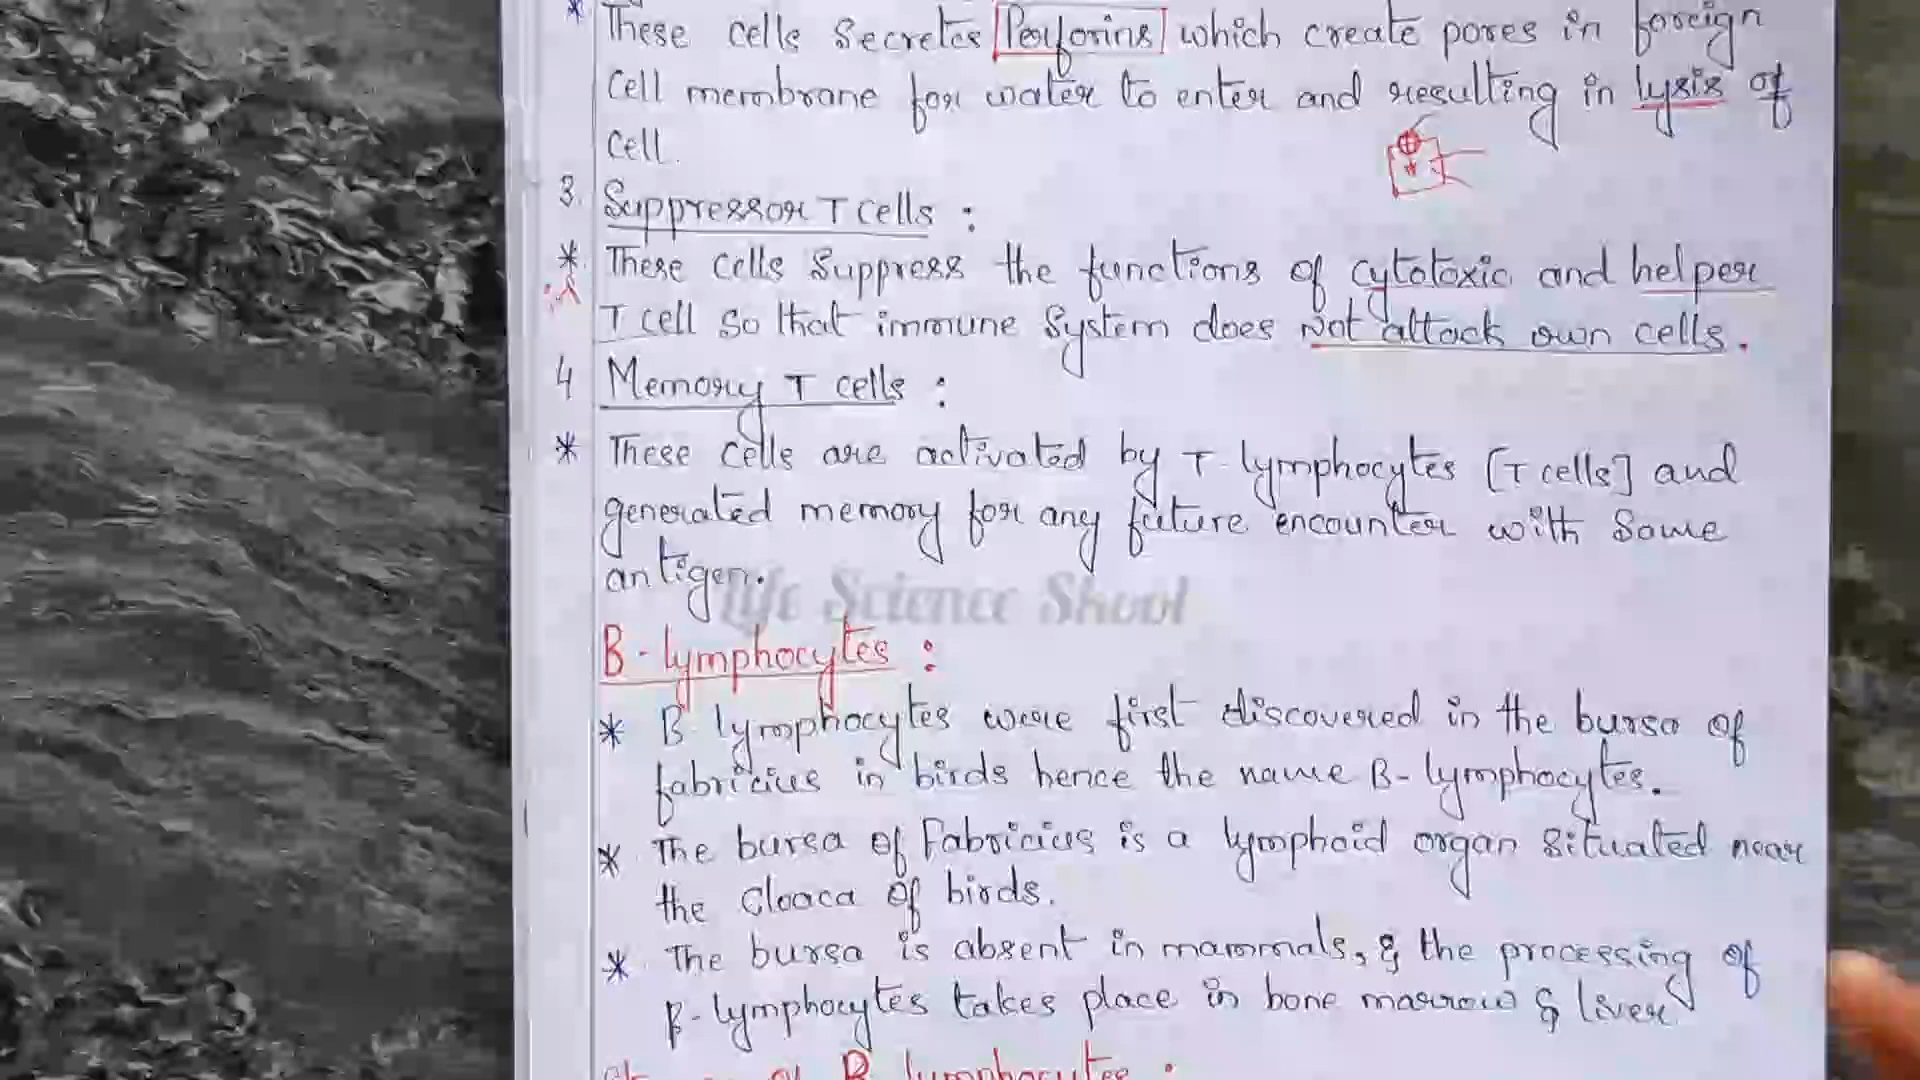 * These cells Secretes Perforins which create pores in foreign
Cell membrane for water to enter and resulting in lysis of
Cell.
3. Suppressor T cells :
* These cells Suppress the functions of cytotoxic and helper
T cell so that immune System does Not attack own cells.
4 Memory T cells :
* These cells are activated by T-lymphocytes [T cells] and
generated memory for any future encounter with Same
antigen.
Life Science Skool
B-lymphocytes :
* B lymphocytes were first discovered in the bursa of
fabricius in birds hence the name B-lymphocytes.
* The bursa of Fabricius is a lymphoid organ Situated near
the Cloaca of birds.
* The bursa is absent in mammals, & the processing of
B-lymphocytes takes place in bone marrow & liver
of B lymphocytes :